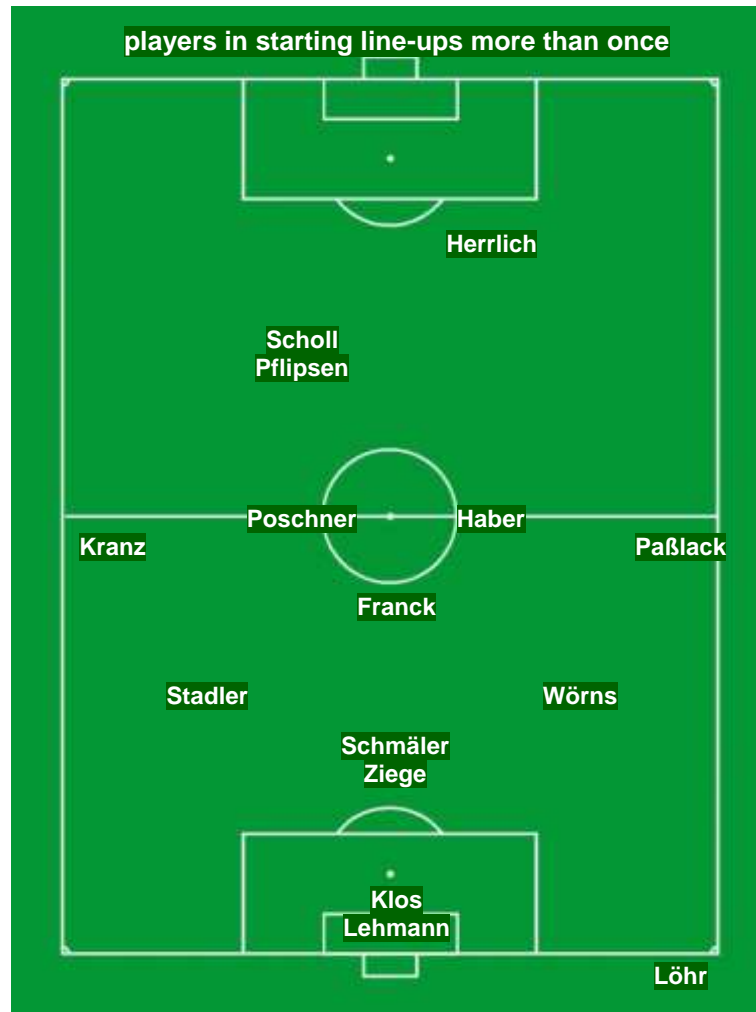 players in starting line-ups more than once
Herrlich
Scholl
Pflipsen
Poschner
Haber
Kranz
Paßlack
Franck
Stadler
Wörns
Schmäler
Ziege
Klos
Lehmann
Löhr